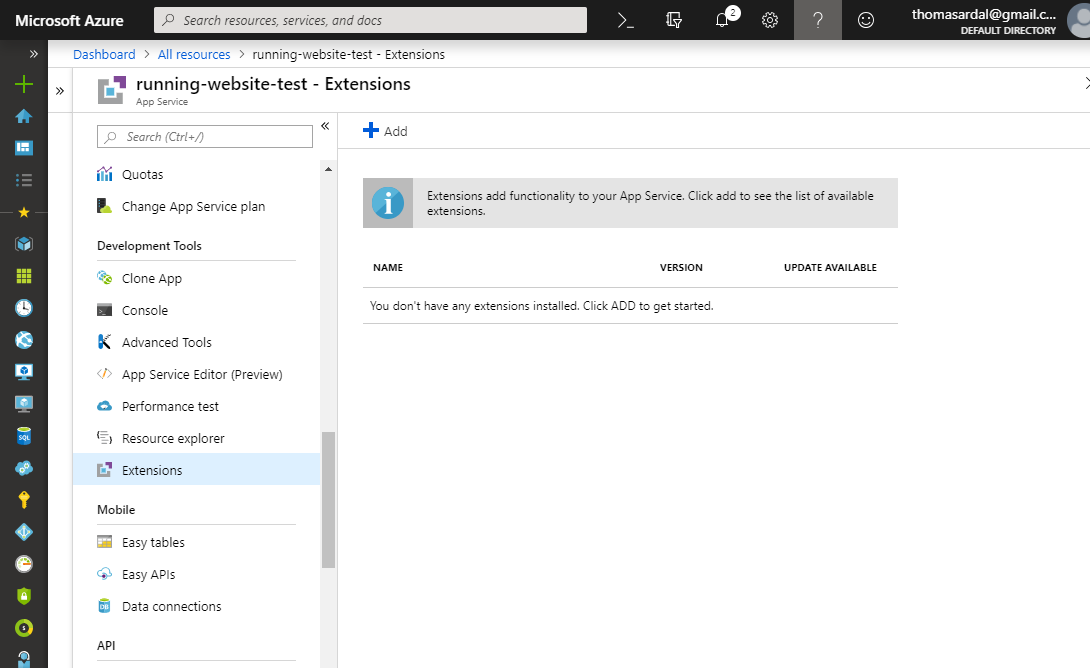 Microsoft Azure
Search resources, services, and docs
2
thomasardal@gmail.c...
DEFAULT DIRECTORY
Dashboard > All resources > running-website-test - Extensions
running-website-test - Extensions
App Service
Search (Ctrl+/)
Add
Quotas
Change App Service plan
Development Tools
Clone App
Console
Advanced Tools
App Service Editor (Preview)
Performance test
Resource explorer
Extensions
Mobile
Easy tables
Easy APIs
Data connections
API
Extensions add functionality to your App Service. Click add to see the list of available
extensions.
NAME VERSION UPDATE AVAILABLE
You don't have any extensions installed. Click ADD to get started.
SQL
DB